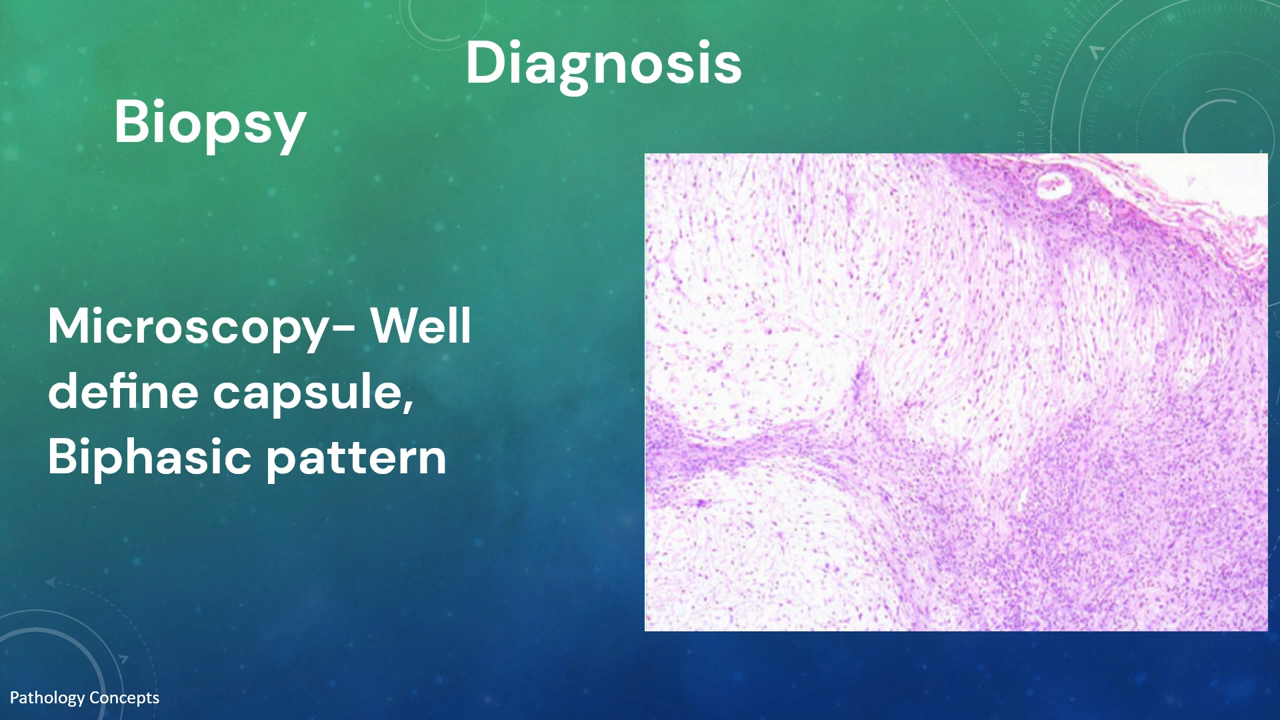 Diagnosis
Biopsy
Microscopy– Well
define capsule,
Biphasic pattern
Pathology Concepts